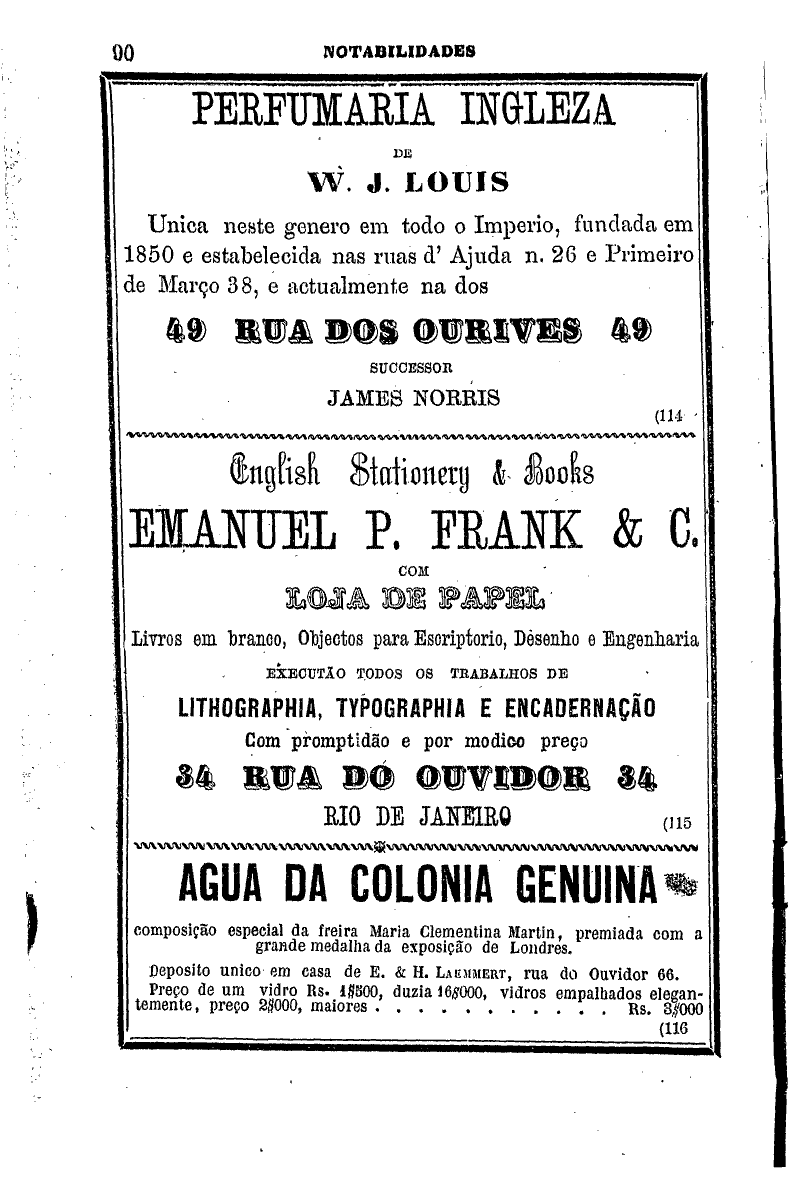 90 NOTABILIDADES
PERFUMARIA INGLEZA
DE
W. J. LOUIS
Unica neste genero em todo o Imperio, fundada em
1850 e estabelecida nas ruas d' Ajuda n. 26 e Primeiro
de Março 38, e actualmente na dos
49 RUA DOS OURIVES 49
SUCCESSOR
JAMES NORRIS
(114
English Stationery & Books
EMANUEL P. FRANK & C.
COM
LOJA DE PAPEL
Livros em branco, Objectos para Escriptorio, Desenho e Engenharia
EXECUTÃO TODOS OS TRABALHOS DE
LITHOGRAPHIA, TYPOGRAPHIA E ENCADERNAÇÃO
Com promptidão e por modico preço
34 RUA DO OUVIDOR 34
RIO DE JANEIRO
(115
AGUA DA COLONIA GENUINA
composição especial da freira Maria Clementina Martin, premiada com a
grande medalha da exposição de Londres.
Deposito unico em casa de E. & H. LAEMMERT, rua do Ouvidor 66.
Preço de um vidro Rs. 1$500, duzia 16$000, vidros empalhados elegan-
temente, preço 2$000, maiores . . . . . . . . . . . . Rs. 3$000
(116